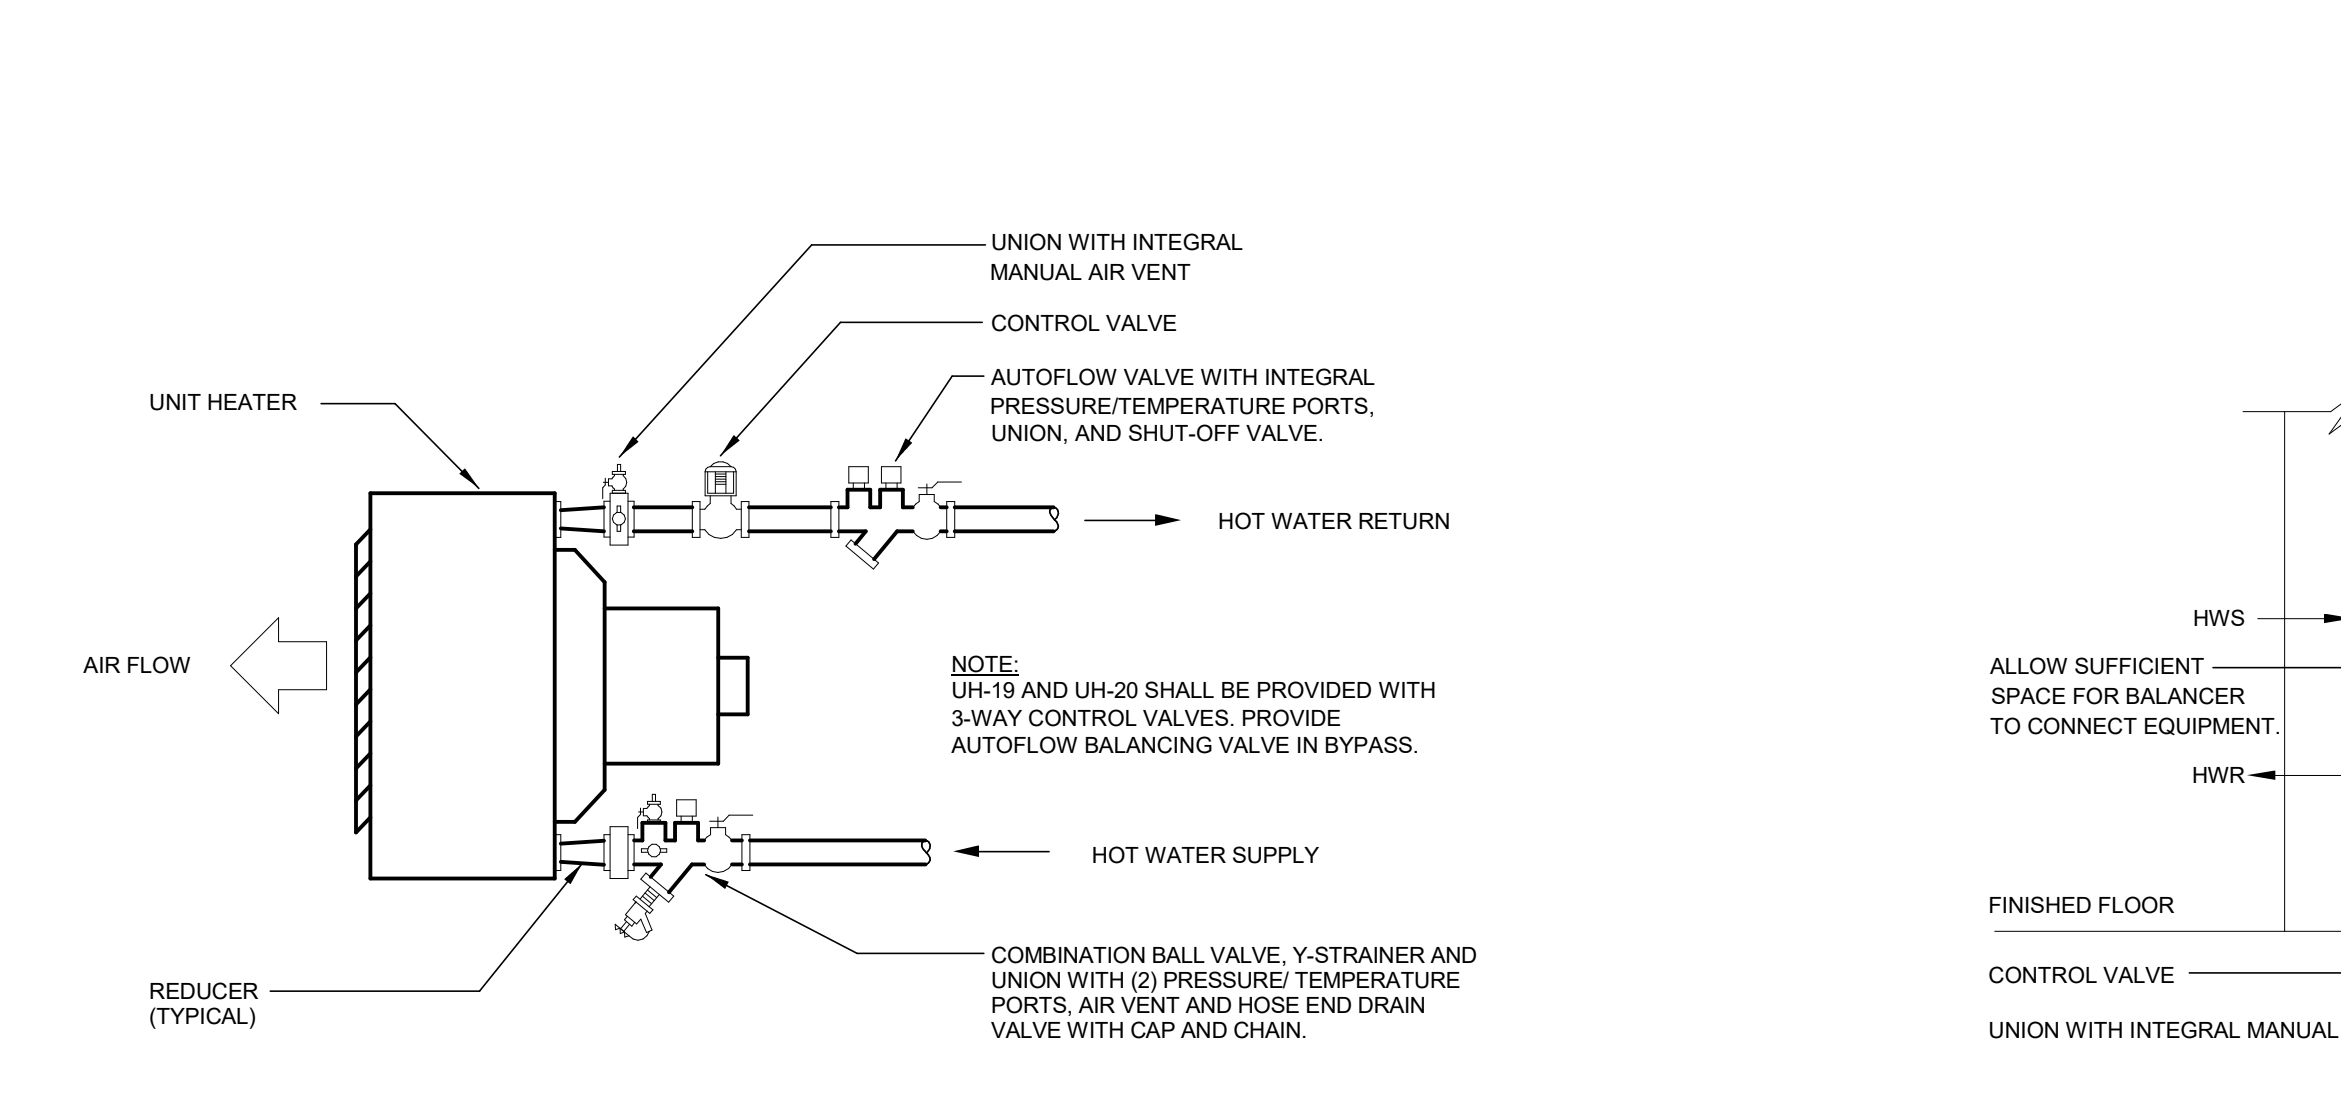 UNION WITH INTEGRAL
MANUAL AIR VENT
CONTROL VALVE
AUTOFLOW VALVE WITH INTEGRAL
PRESSURE/TEMPERATURE PORTS,
UNION, AND SHUT-OFF VALVE.
UNIT HEATER
HOT WATER RETURN
AIR FLOW
NOTE:
UH-19 AND UH-20 SHALL BE PROVIDED WITH
3-WAY CONTROL VALVES. PROVIDE
AUTOFLOW BALANCING VALVE IN BYPASS.
HOT WATER SUPPLY
COMBINATION BALL VALVE, Y-STRAINER AND
UNION WITH (2) PRESSURE/ TEMPERATURE
PORTS, AIR VENT AND HOSE END DRAIN
VALVE WITH CAP AND CHAIN.
REDUCER
(TYPICAL)
HWS
ALLOW SUFFICIENT
SPACE FOR BALANCER
TO CONNECT EQUIPMENT.
HWR
FINISHED FLOOR
CONTROL VALVE
UNION WITH INTEGRAL MANUAL